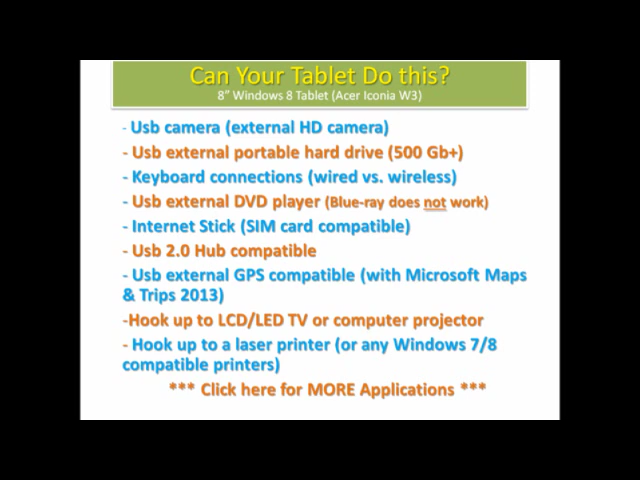 Can Your Tablet Do this?
8" Windows 8 Tablet (Acer Iconia W3)
- Usb camera (external HD camera)
- Usb external portable hard drive (500 Gb+)
- Keyboard connections (wired vs. wireless)
- Usb external DVD player (Blue-ray does not work)
- Internet Stick (SIM card compatible)
- Usb 2.0 Hub compatible
- Usb external GPS compatible (with Microsoft Maps
& Trips 2013)
-Hook up to LCD/LED TV or computer projector
- Hook up to a laser printer (or any Windows 7/8
compatible printers)
*** Click here for MORE Applications ***